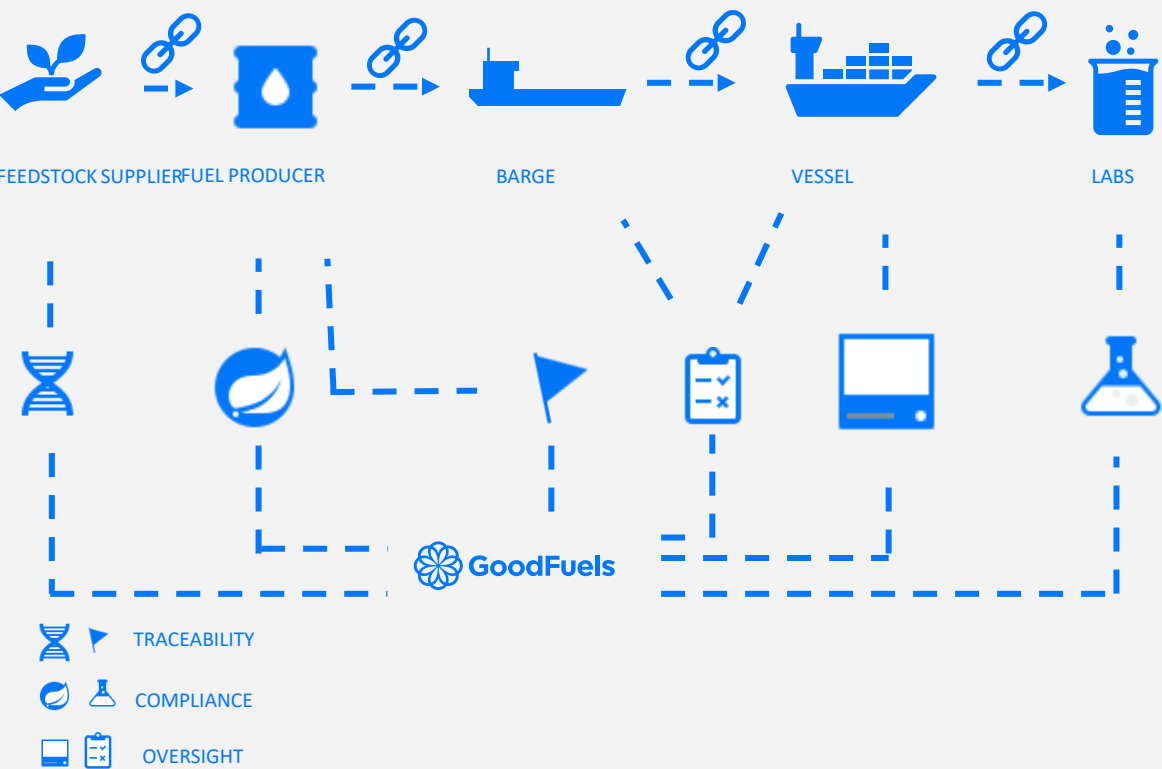 FEEDSTOCK SUPPLIER
FUEL PRODUCER
BARGE
VESSEL
LABS
GoodFuels
TRACEABILITY
COMPLIANCE
OVERSIGHT